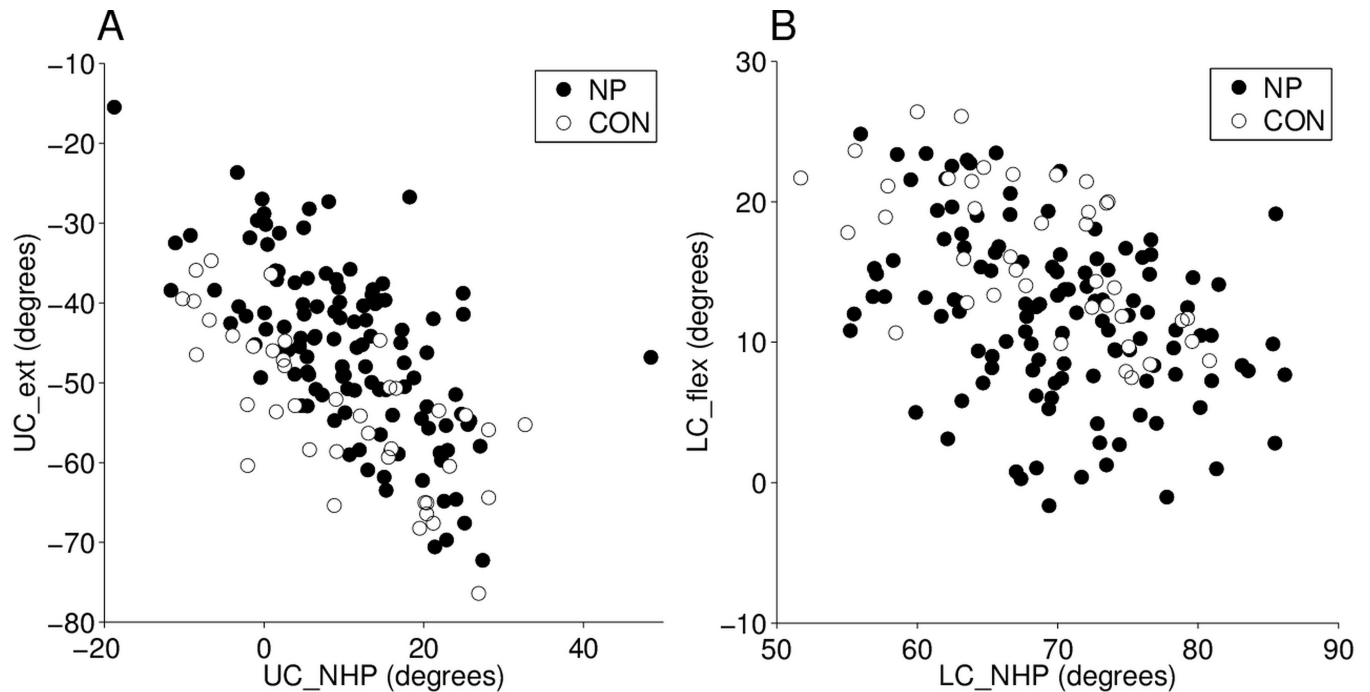 A
B
−10
−20
−30
−40
−50
−60
−70
−80
−20
0
20
40
UC_ext (degrees)
UC_NHP (degrees)
NP
CON
30
20
10
0
−10
50
60
70
80
90
LC_flex (degrees)
LC_NHP (degrees)
NP
CON